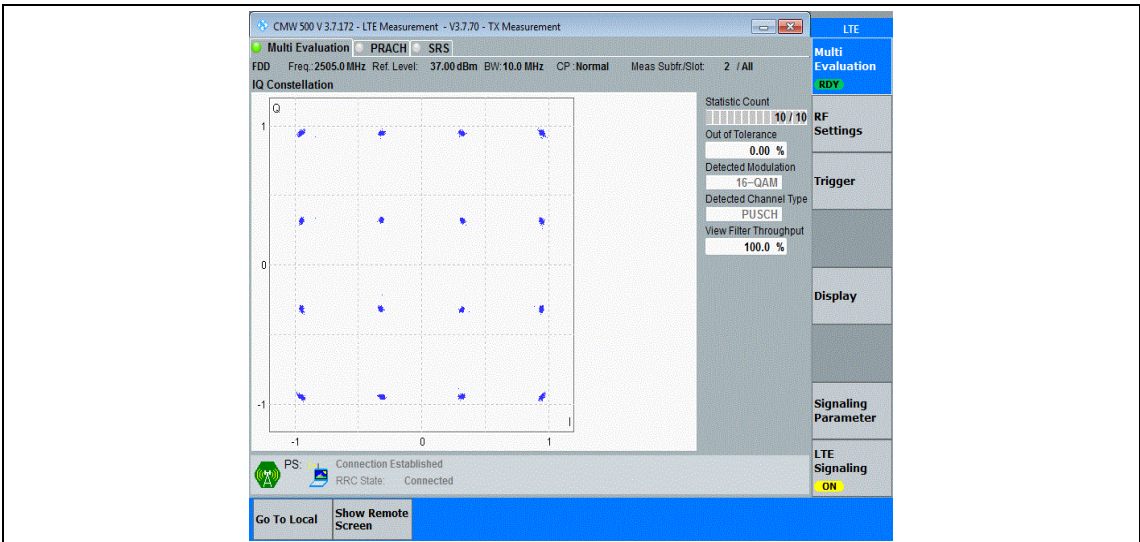 CMW 500 V 3.7.172 - LTE Measurement - V3.7.70 - TX Measurement
LTE
Multi Evaluation PRACH SRS
FDD Freq.:2505.0 MHz Ref. Level: 37.00 dBm BW:10.0 MHz CP :Normal Meas Subfr./Slot: 2 / All
IQ Constellation
Q
1
0
-1
-1 0 1
I
Statistic Count
10 / 10
Out of Tolerance
0.00 %
Detected Modulation
16-QAM
Detected Channel Type
PUSCH
View Filter Throughput
100.0 %
Multi
Evaluation
RDY
RF
Settings
Trigger
Display
Signaling
Parameter
LTE
Signaling
ON
PS: Connection Established
RRC State: Connected
Go To Local
Show Remote
Screen